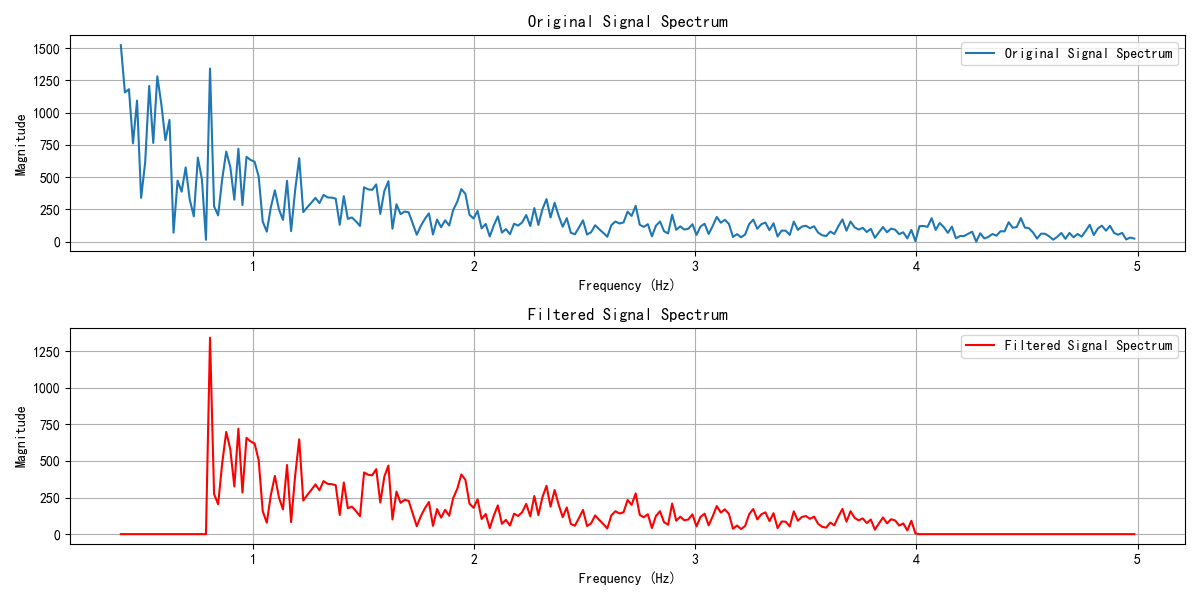 Original Signal Spectrum
1500
1250
1000
750
500
250
0
Magnitude
Original Signal Spectrum
1 2 3 4 5
Frequency (Hz)
Filtered Signal Spectrum
1250
1000
750
500
250
0
Magnitude
Filtered Signal Spectrum
1 2 3 4 5
Frequency (Hz)